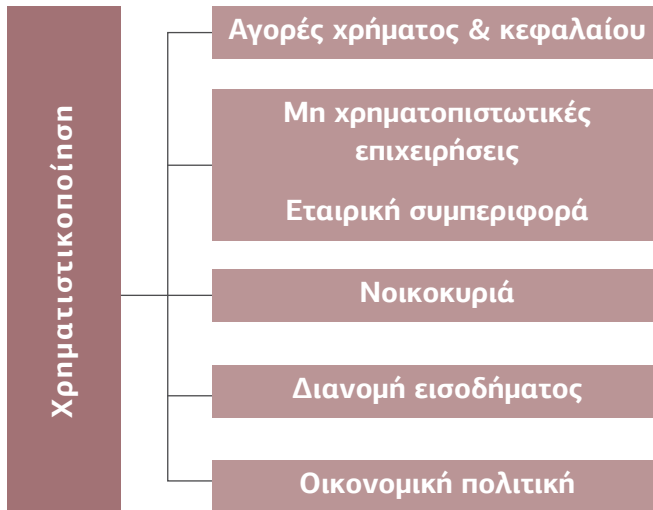 Χρηματιστικοποίηση
Αγορές χρήματος & κεφαλαίου
Μη χρηματοπιστωτικές
επιχειρήσεις
Εταιρική συμπεριφορά
Νοικοκυριά
Διανομή εισοδήματος
Οικονομική πολιτική